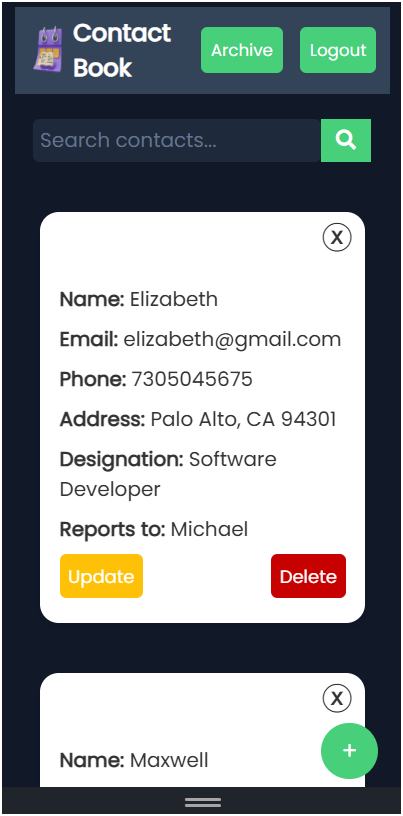 Contact
Book
Archive
Logout
Search contacts...
X
Name: Elizabeth
Email: elizabeth@gmail.com
Phone: 7305045675
Address: Palo Alto, CA 94301
Designation: Software
Developer
Reports to: Michael
Update
Delete
X
Name: Maxwell
+